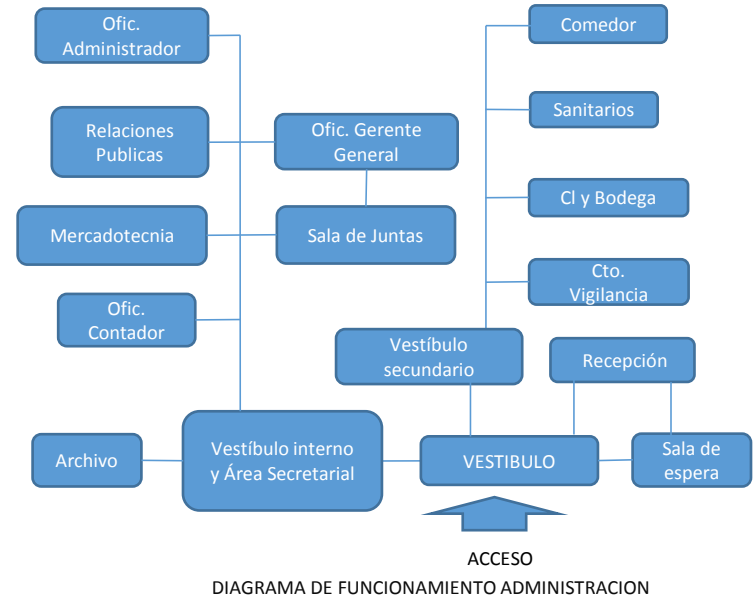 Ofic.
Administrador
Comedor
Relaciones
Publicas
Ofic. Gerente
General
Sanitarios
Mercadotecnia
Sala de Juntas
Cl y Bodega
Ofic.
Contador
Cto.
Vigilancia
Vestíbulo
secundario
Recepción
Archivo
Vestíbulo interno
y Área Secretarial
VESTIBULO
Sala de
espera
ACCESO
DIAGRAMA DE FUNCIONAMIENTO ADMINISTRACION